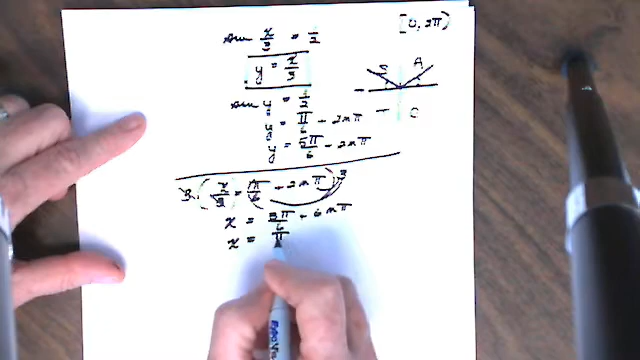 sin x/3 = 1/2
[0, 2π)
y = x/3
sin y = 1/2
y = π/6 + 2nπ
y = 5π/6 + 2nπ
S A
T C
3 ( x/3 = π/6 + 2nπ ) 3
x = 3π/6 + 6nπ
x = π